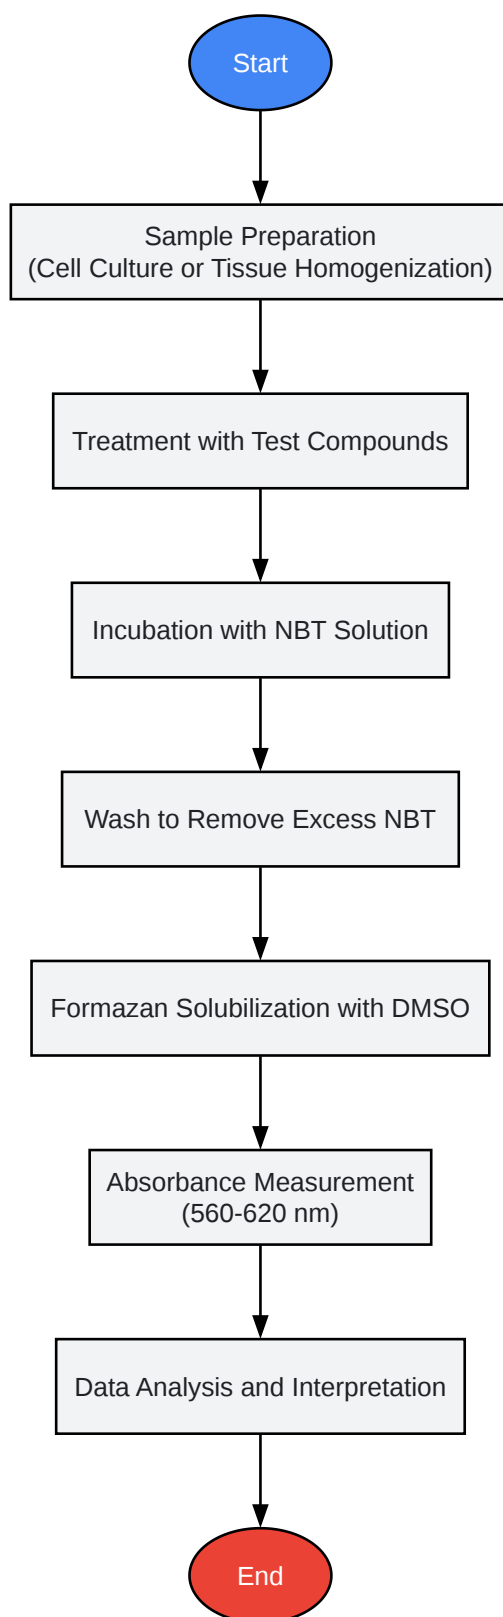 Start
Sample Preparation
(Cell Culture or Tissue Homogenization)
Treatment with Test Compounds
Incubation with NBT Solution
Wash to Remove Excess NBT
Formazan Solubilization with DMSO
Absorbance Measurement
(560-620 nm)
Data Analysis and Interpretation
End